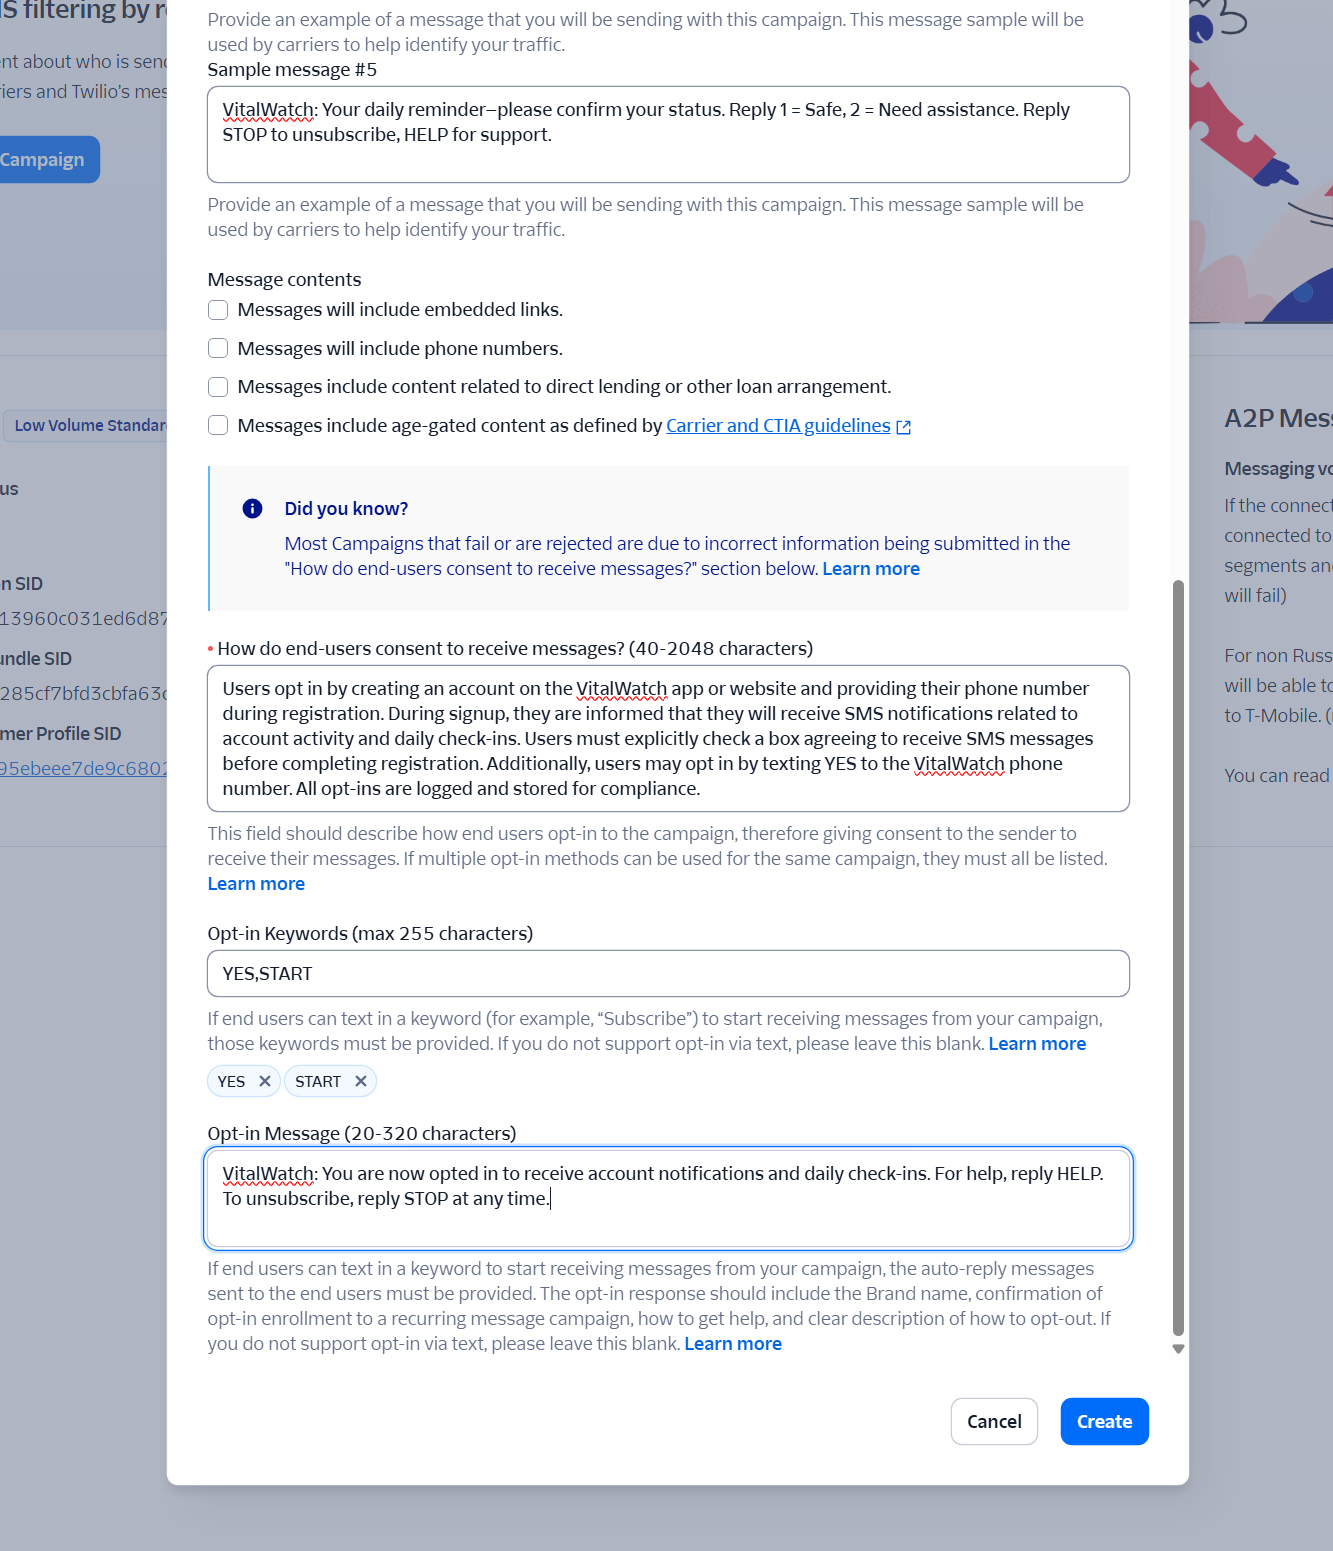 S filtering by r
nt about who is send
iers and Twilio's mes
Campaign
Low Volume Standar
us
n SID
13960c031ed6d87
undle SID
285cf7bfd3cbfa63c
mer Profile SID
95ebeee7de9c6802
Provide an example of a message that you will be sending with this campaign. This message sample will be
used by carriers to help identify your traffic.
Sample message #5
VitalWatch: Your daily reminder—please confirm your status. Reply 1 = Safe, 2 = Need assistance. Reply
STOP to unsubscribe, HELP for support.
Provide an example of a message that you will be sending with this campaign. This message sample will be
used by carriers to help identify your traffic.
Message contents
Messages will include embedded links.
Messages will include phone numbers.
Messages include content related to direct lending or other loan arrangement.
Messages include age-gated content as defined by Carrier and CTIA guidelines
Did you know?
Most Campaigns that fail or are rejected are due to incorrect information being submitted in the
"How do end-users consent to receive messages?" section below. Learn more
• How do end-users consent to receive messages? (40-2048 characters)
Users opt in by creating an account on the VitalWatch app or website and providing their phone number
during registration. During signup, they are informed that they will receive SMS notifications related to
account activity and daily check-ins. Users must explicitly check a box agreeing to receive SMS messages
before completing registration. Additionally, users may opt in by texting YES to the VitalWatch phone
number. All opt-ins are logged and stored for compliance.
This field should describe how end users opt-in to the campaign, therefore giving consent to the sender to
receive their messages. If multiple opt-in methods can be used for the same campaign, they must all be listed.
Learn more
Opt-in Keywords (max 255 characters)
YES,START
If end users can text in a keyword (for example, “Subscribe”) to start receiving messages from your campaign,
those keywords must be provided. If you do not support opt-in via text, please leave this blank. Learn more
YES START
Opt-in Message (20-320 characters)
VitalWatch: You are now opted in to receive account notifications and daily check-ins. For help, reply HELP.
To unsubscribe, reply STOP at any time.
If end users can text in a keyword to start receiving messages from your campaign, the auto-reply messages
sent to the end users must be provided. The opt-in response should include the Brand name, confirmation of
opt-in enrollment to a recurring message campaign, how to get help, and clear description of how to opt-out. If
you do not support opt-in via text, please leave this blank. Learn more
Cancel Create
A2P Mes
Messaging vo
If the connect
connected to
segments an
will fail)
For non Russ
will be able to
to T-Mobile. (
You can read